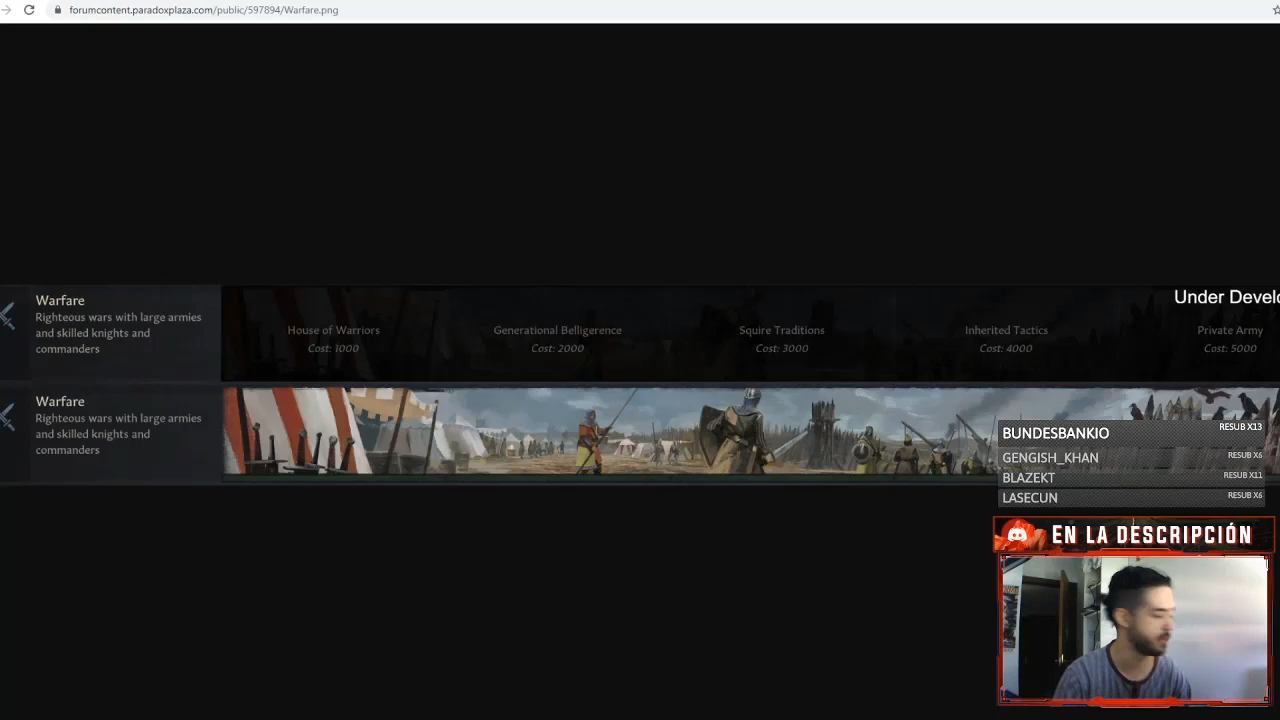 forumcontent.paradoxplaza.com/public/597894/Warfare.png
Warfare
Righteous wars with large armies
and skilled knights and
commanders
Under Develo
House of Warriors
Cost: 1000
Generational Belligerence
Cost: 2000
Squire Traditions
Cost: 3000
Inherited Tactics
Cost: 4000
Private Army
Cost: 5000
Warfare
Righteous wars with large armies
and skilled knights and
commanders
BUNDESBANKIO RESUB X13
GENGISH_KHAN RESUB X6
BLAZEKT RESUB X11
LASECUN RESUB X6
EN LA DESCRIPCIÓN